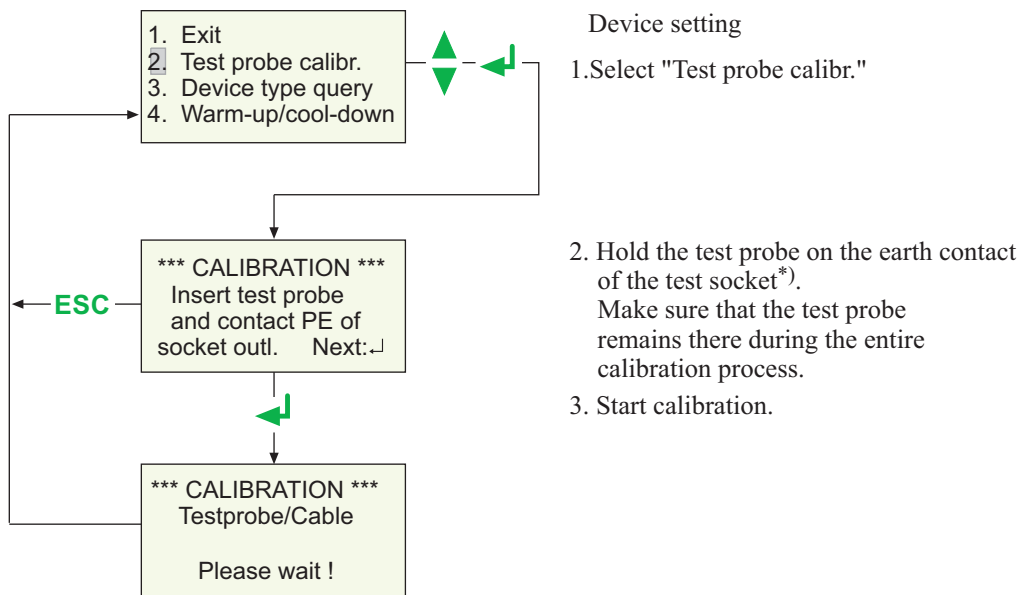 1. Exit
2. Test probe calibr.
3. Device type query
4. Warm-up/cool-down
Device setting
1.Select "Test probe calibr."
*** CALIBRATION ***
Insert test probe
and contact PE of
socket outl. Next:↵
ESC
2. Hold the test probe on the earth contact
of the test socket*).
Make sure that the test probe
remains there during the entire
calibration process.
3. Start calibration.
*** CALIBRATION ***
Testprobe/Cable
Please wait !